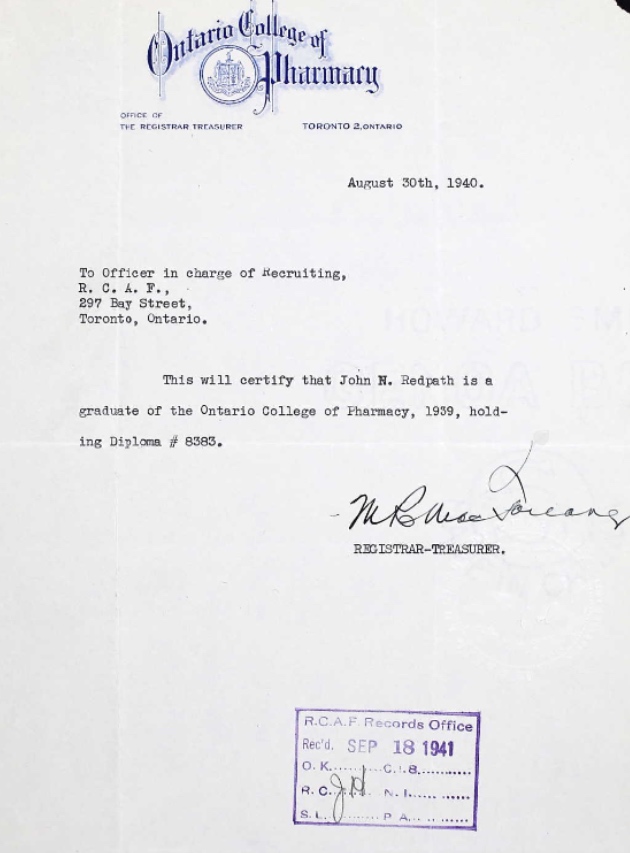 Ontario College of
Pharmacy
OFFICE OF
THE REGISTRAR TREASURER TORONTO 2, ONTARIO
August 30th, 1940.
To Officer in charge of Recruiting,
R. C. A. F.,
297 Bay Street,
Toronto, Ontario.
This will certify that John N. Redpath is a
graduate of the Ontario College of Pharmacy, 1939, hold-
ing Diploma # 8383.
REGISTRAR-TREASURER.
R.C.A.F. Records Office
Rec'd. SEP 18 1941
O.K..........C.I.B............
R.C.......... N.I.............
S.L........... P.A.............